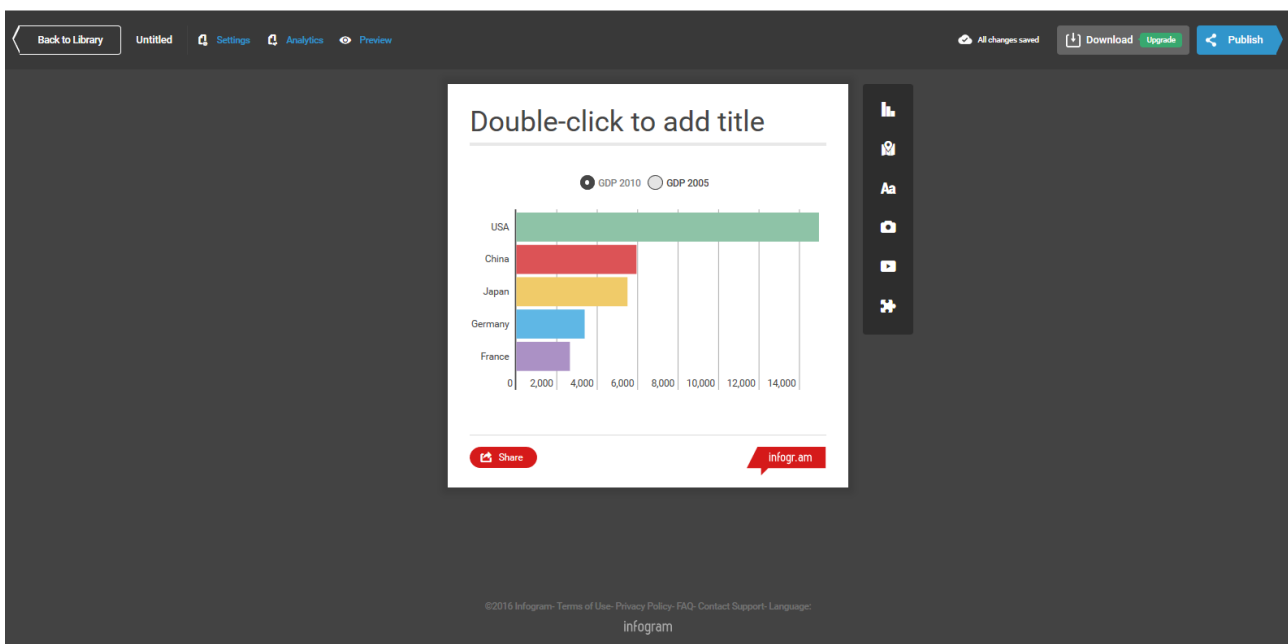 Back to Library Untitled Settings Analytics Preview All changes saved Download Upgrade Publish
Double-click to add title
GDP 2010 GDP 2005
USA
China
Japan
Germany
France
0 2,000 4,000 6,000 8,000 10,000 12,000 14,000
Share infogr.am
Aa
©2016 Infogram- Terms of Use- Privacy Policy- FAQ- Contact Support- Language:
infogram